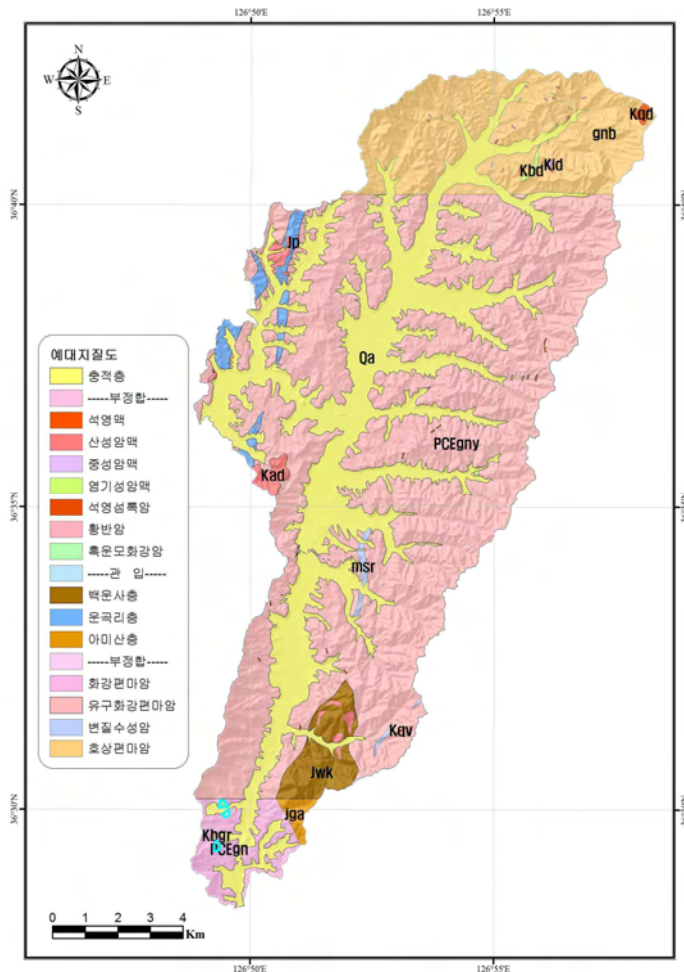 126°50'E 126°55'E
N
W E
S
Kqd
gnb
Kbd Kid
36°40'N
Jp
Qa
예대지질도
충적층
-----부정합-----
석영맥
산성암맥
중성암맥
염기성암맥
석영섬록암
황반암
흑운모화강암
-----관 입-----
백운사층
운곡리층
아미산층
-----부정합-----
화강편마암
유구화강편마암
변질수성암
호상편마암
PCEgny
Kad
36°35'N
msr
Kqv
Jwk
36°30'N
Jga
Kbgr
PCEgn
0 1 2 3 4
Km
126°50'E 126°55'E